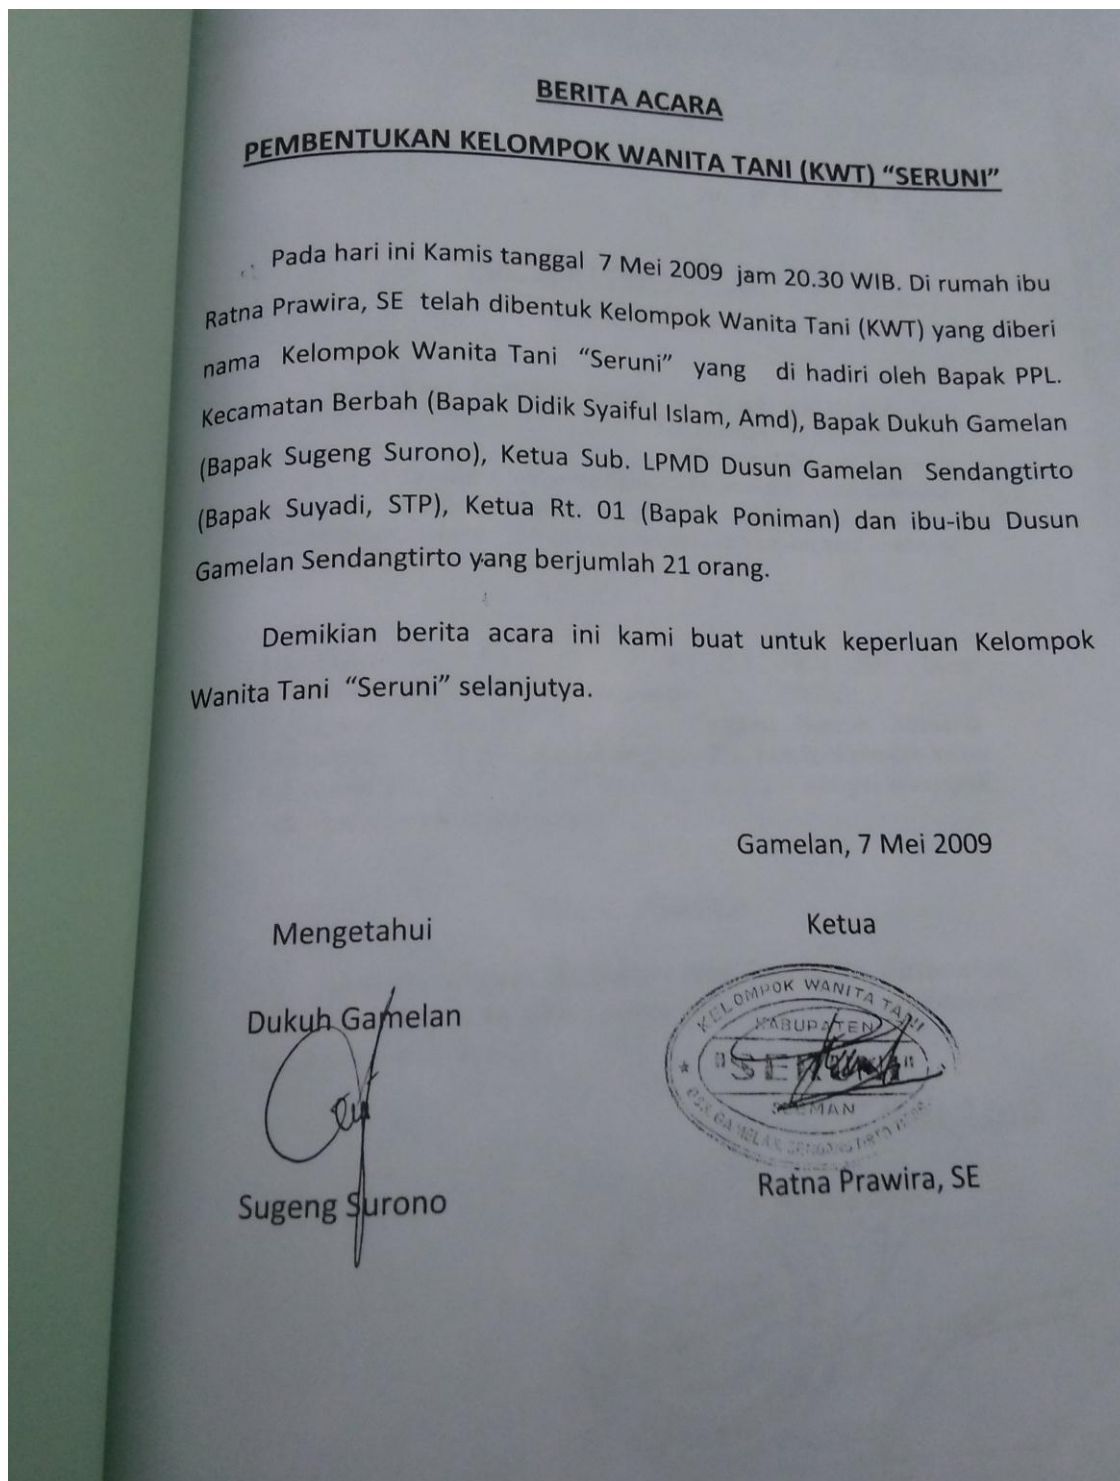 BERITA ACARA
PEMBENTUKAN KELOMPOK WANITA TANI (KWT) “SERUNI”
Pada hari ini Kamis tanggal 7 Mei 2009 jam 20.30 WIB. Di rumah ibu
Ratna Prawira, SE telah dibentuk Kelompok Wanita Tani (KWT) yang diberi
nama Kelompok Wanita Tani “Seruni” yang di hadiri oleh Bapak PPL.
Kecamatan Berbah (Bapak Didik Syaiful Islam, Amd), Bapak Dukuh Gamelan
(Bapak Sugeng Surono), Ketua Sub. LPMD Dusun Gamelan Sendangtirto
(Bapak Suyadi, STP), Ketua Rt. 01 (Bapak Poniman) dan ibu-ibu Dusun
Gamelan Sendangtirto yang berjumlah 21 orang.
Demikian berita acara ini kami buat untuk keperluan Kelompok
Wanita Tani “Seruni” selanjutya.
Gamelan, 7 Mei 2009
Mengetahui
Ketua
Dukuh Gamelan
KELOMPOK WANITA TANI
KABUPATEN
"SERUNI"
SLEMAN
GAMELAN SENDANGTIRTO
Sugeng Surono
Ratna Prawira, SE